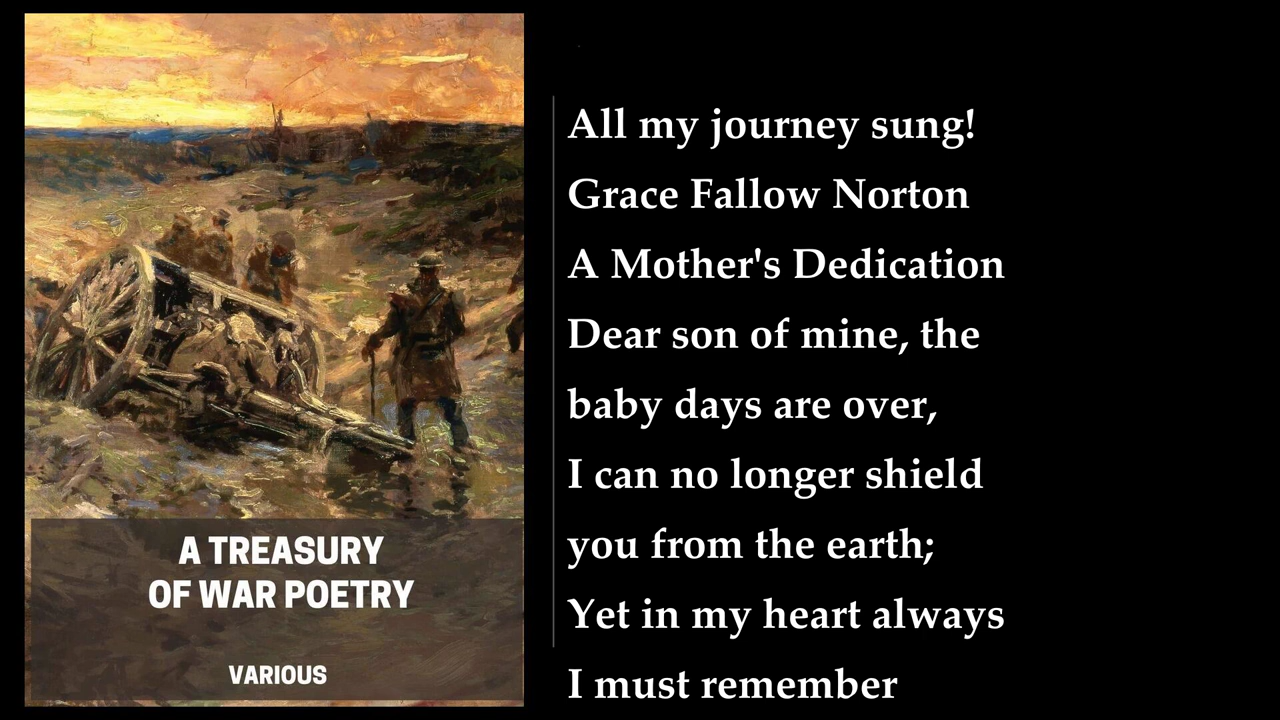 A TREASURY
OF WAR POETRY
VARIOUS
All my journey sung!
Grace Fallow Norton
A Mother's Dedication
Dear son of mine, the
baby days are over,
I can no longer shield
you from the earth;
Yet in my heart always
I must remember